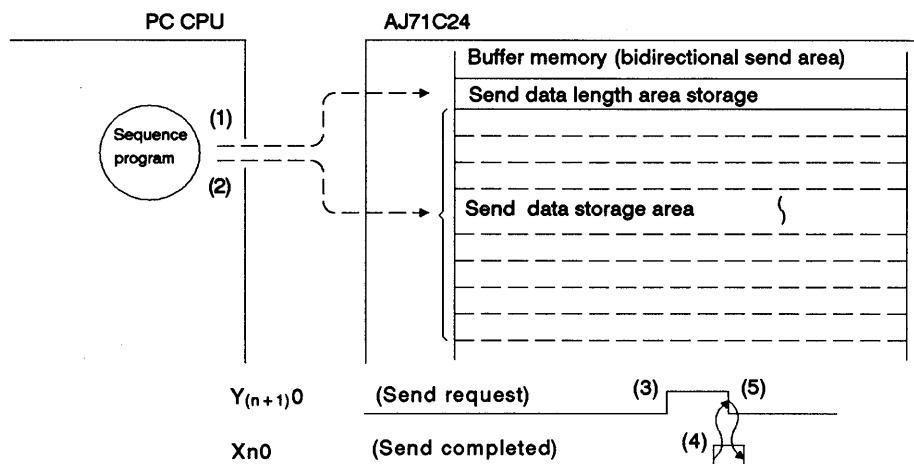 PC CPU
AJ71C24
Buffer memory (bidirectional send area)
Send data length area storage
(1)
Sequence
program
(2)
Send data storage area
Y(n+1)0 (Send request) (3) (5)
Xn0 (Send completed) (4)